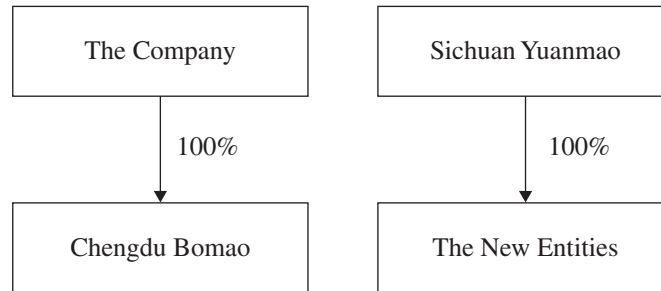 The Company
Sichuan Yuanmao
100%
100%
Chengdu Bomao
The New Entities